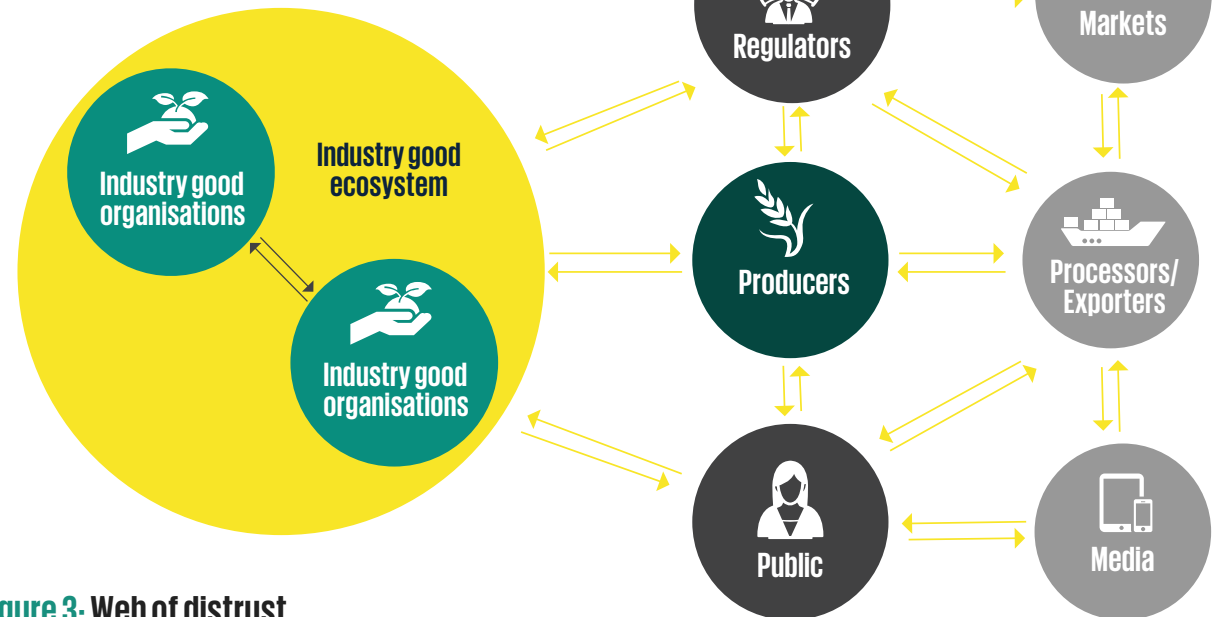 Regulators
Markets
Industry good
organisations
Industry good
ecosystem
Producers
Processors/
Exporters
Industry good
organisations
Public
Media
gure 3: Web of distrust